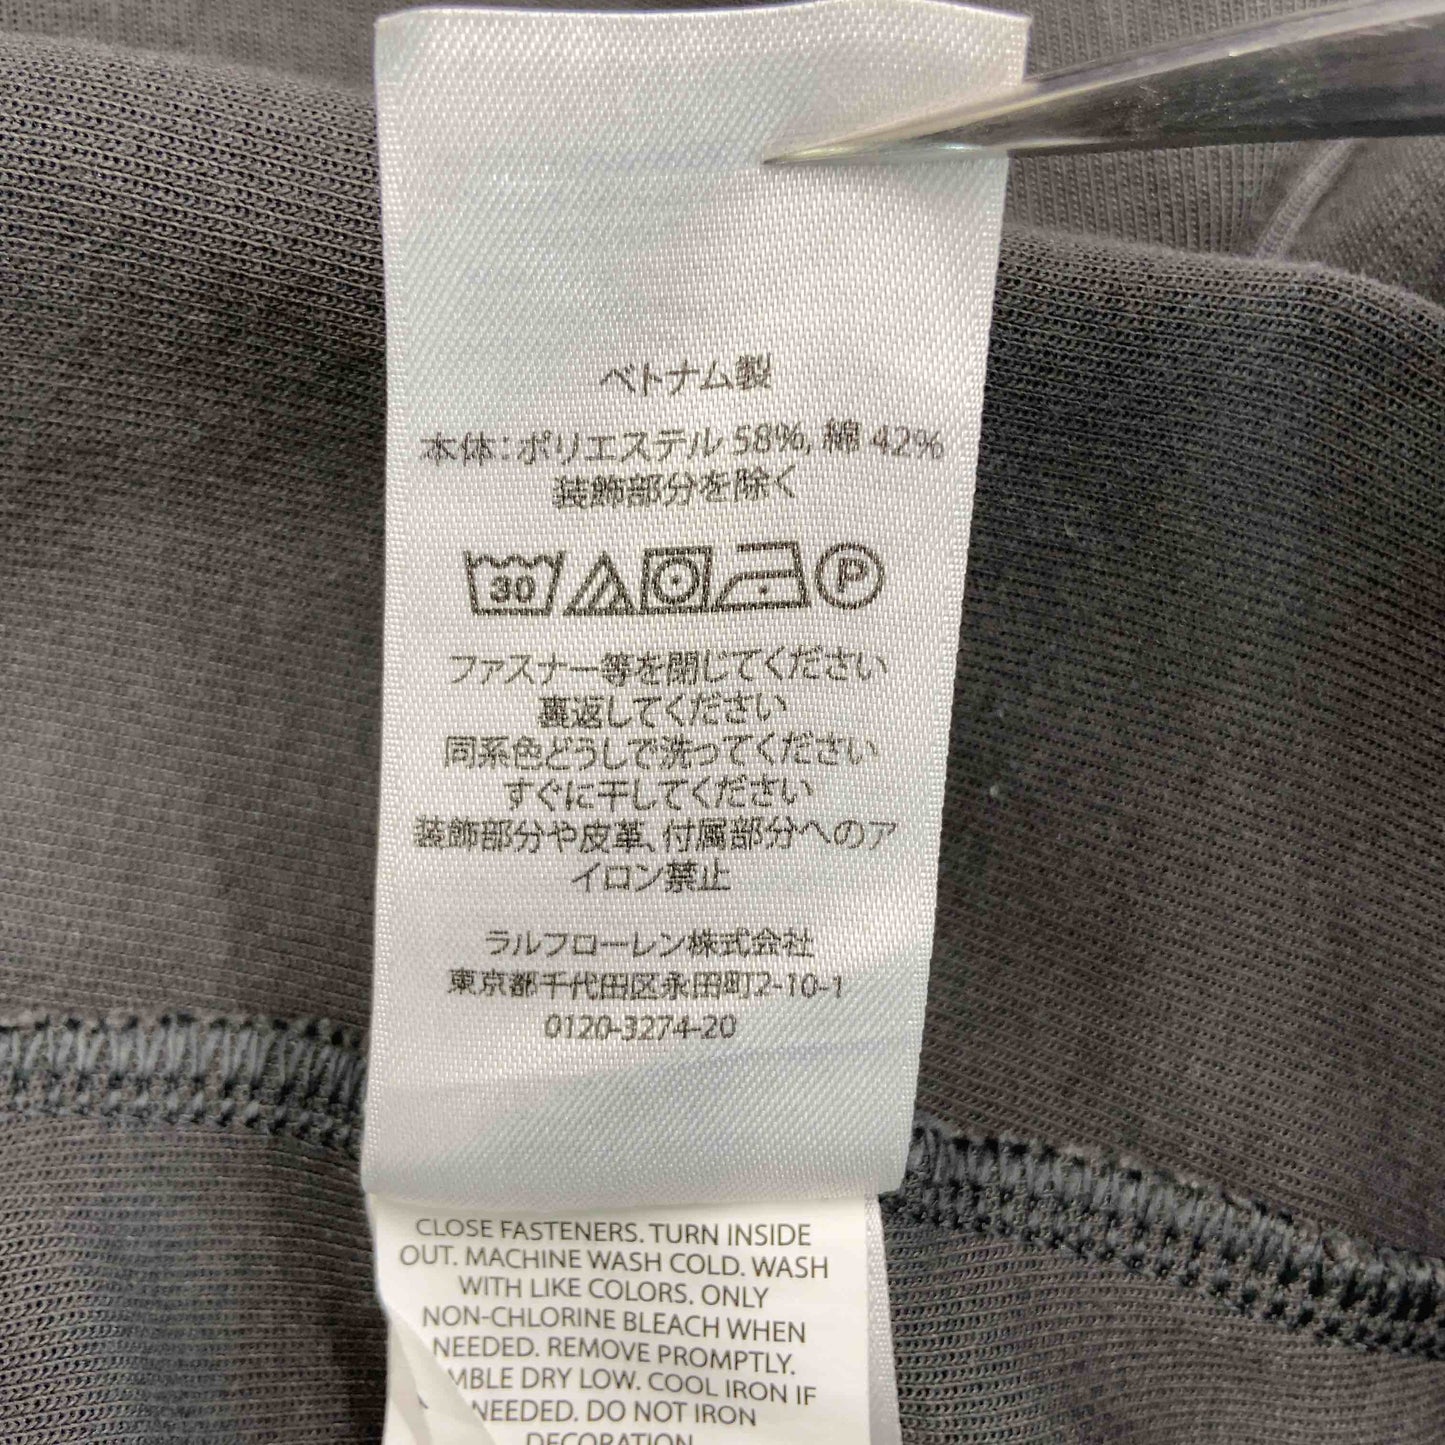 ベトナム製
本体：ポリエステル 58%, 綿 42%
装飾部分を除く
30 P
ファスナー等を閉じてください
裏返してください
同系色どうしで洗ってください
すぐに干してください
装飾部分や皮革、付属部分へのア
イロン禁止
ラルフローレン株式会社
東京都千代田区永田町2-10-1
0120-3274-20
CLOSE FASTENERS. TURN INSIDE
OUT. MACHINE WASH COLD. WASH
WITH LIKE COLORS. ONLY
NON-CHLORINE BLEACH WHEN
NEEDED. REMOVE PROMPTLY.
MBLE DRY LOW. COOL IRON IF
NEEDED. DO NOT IRON
DECORATION